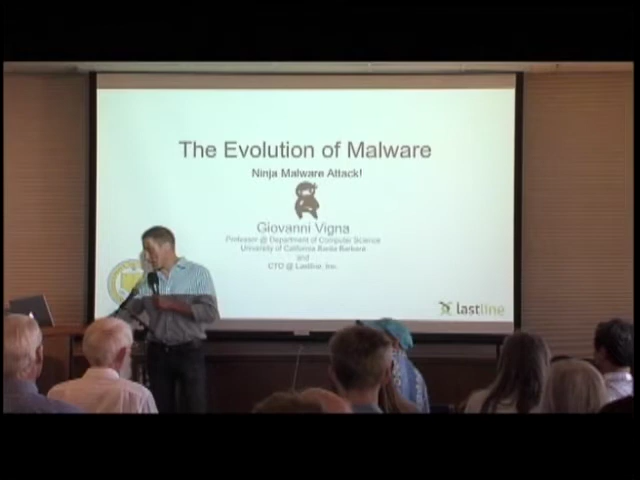 The Evolution of Malware
Ninja Malware Attack!
Giovanni Vigna
Professor @ Department of Computer Science
University of California Santa Barbara
and
CTO @ Lastline, Inc.
lastline